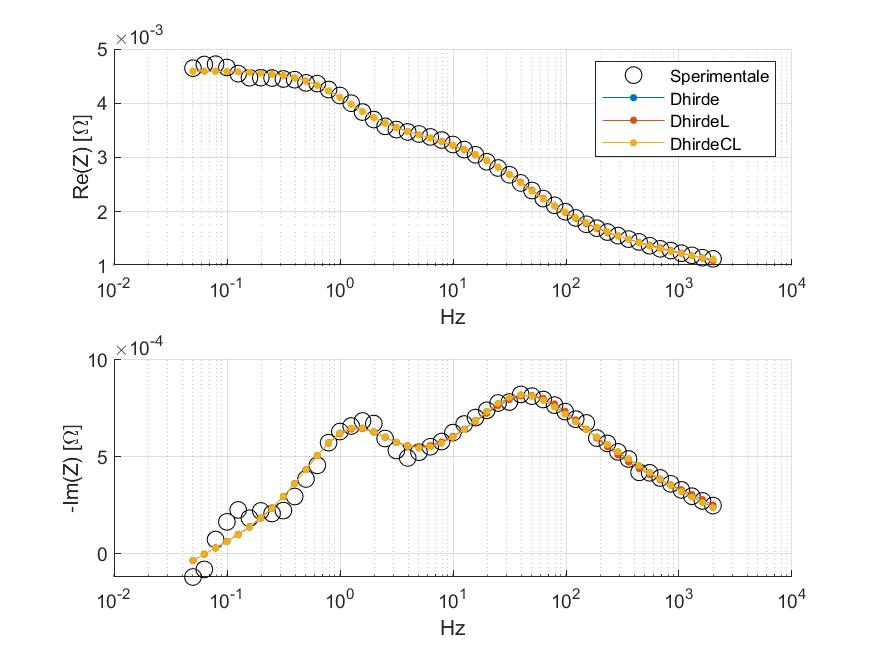 ×10⁻³
5
4
3
2
1
Re(Z) [Ω]
Sperimentale
Dhirde
DhirdeL
DhirdeCL
10⁻² 10⁻¹ 10⁰ 10¹ 10² 10³ 10⁴
Hz
×10⁻⁴
10
5
0
-Im(Z) [Ω]
10⁻² 10⁻¹ 10⁰ 10¹ 10² 10³ 10⁴
Hz